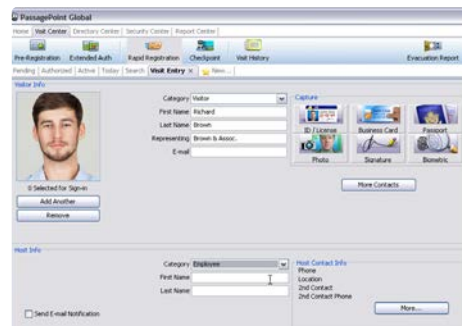 PassagePoint Global
Home Visit Center Directory Center Security Center Report Center
Pre-Registration Extended Auth Rapid Registration Checkpoint Visit History Evacuation Report
Pending Authorized Active Today Search Visit Entry × New...
Visitor Info
Category Visitor
First Name Richard
Last Name Brown
Representing Brown & Assoc.
E-mail
0 Selected for Sign-in
Add Another
Remove
Capture
ID / License Business Card Passport
Photo Signature Biometric
More Contacts
Host Info
Category Employee
First Name
Last Name
Send E-mail Notification
Host Contact Info
Phone
Location
2nd Contact
2nd Contact Phone
More...